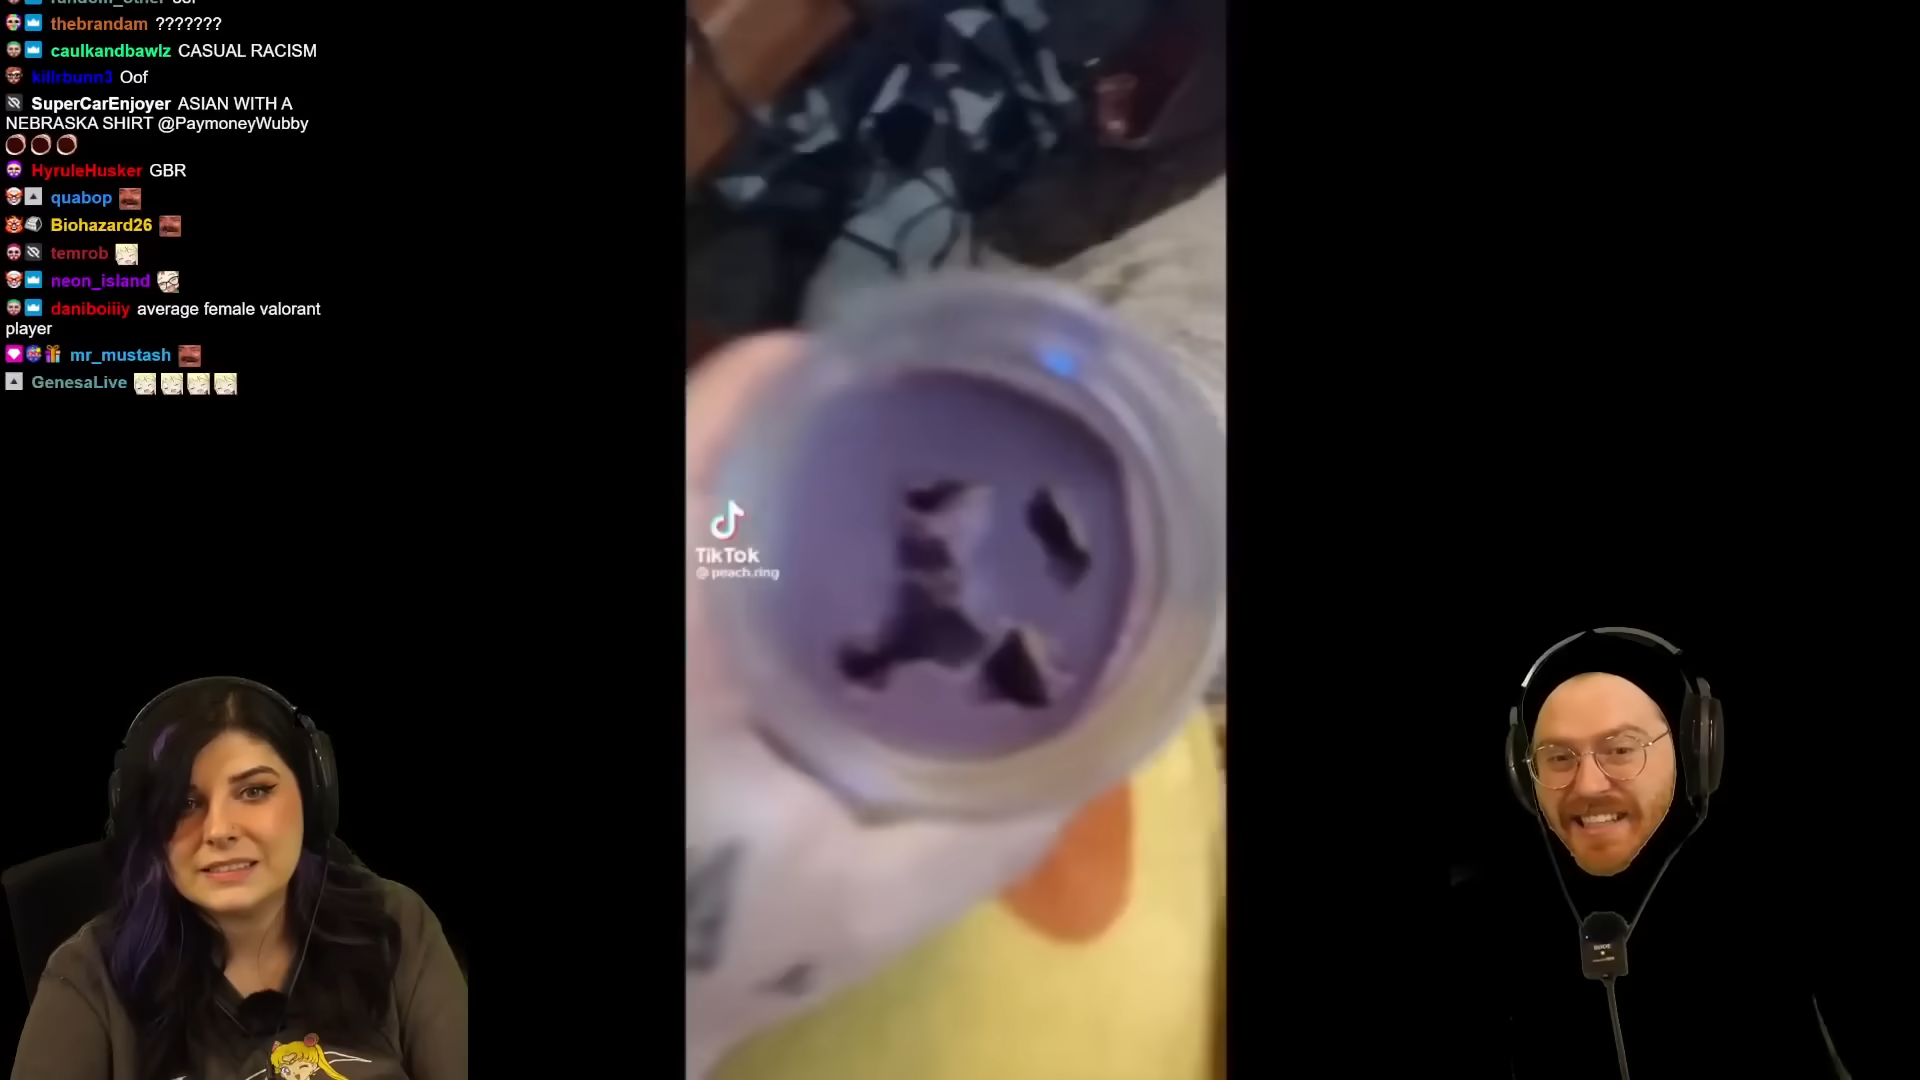 thebrandam ???????
caulkandbawlz CASUAL RACISM
killrbunn3 Oof
SuperCarEnjoyer ASIAN WITH A
NEBRASKA SHIRT @PaymoneyWubby
HyruleHusker GBR
quabop
Biohazard26
temrob
neon_island
daniboiiiy average female valorant
player
mr_mustash
GenesaLive
TikTok
@ peach.ring